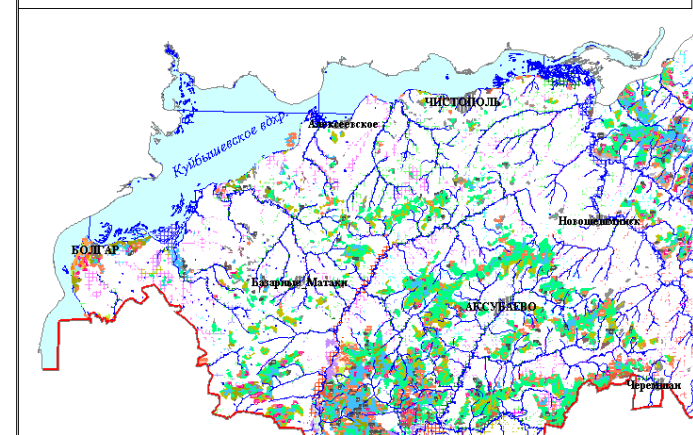 ЧИСТОПОЛЬ
Алексеевское
Куйбышевское вдхр.
Новошешминск
БОЛГАР
Базарные Матаки
АКСУБАЕВО
Черемшан